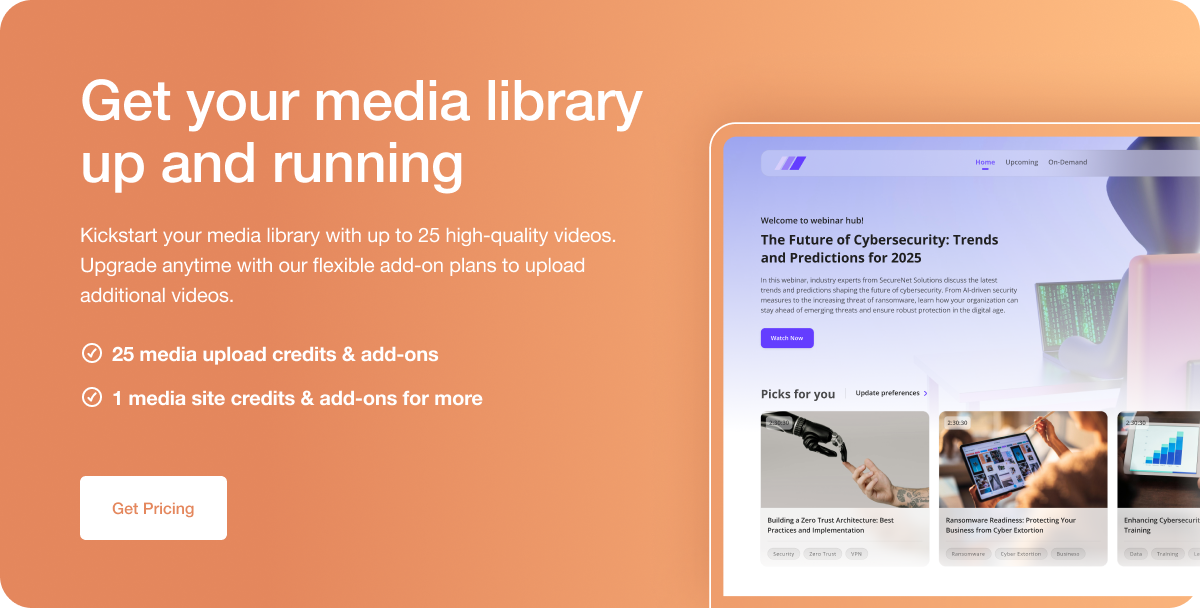 Get your media library
up and running
Kickstart your media library with up to 25 high-quality videos.
Upgrade anytime with our flexible add-on plans to upload
additional videos.
25 media upload credits & add-ons
1 media site credits & add-ons for more
Get Pricing
Home Upcoming On-Demand
Welcome to webinar hub!
The Future of Cybersecurity: Trends
and Predictions for 2025
In this webinar, industry experts from SecureNet Solutions discuss the latest
trends and predictions shaping the future of cybersecurity. From AI-driven security
measures to the increasing threat of ransomware, learn how your organization can
stay ahead of emerging threats and ensure robust protection in the digital age.
Watch Now
Picks for you Update preferences
2:30:30 2:30:30 2:30:30
Building a Zero Trust Architecture: Best
Practices and Implementation
Security Zero Trust VPN
Ransomware Readiness: Protecting Your
Business from Cyber Extortion
Ransomware Cyber Extortion Business
Enhancing Cybersecurit
Training
Data Training